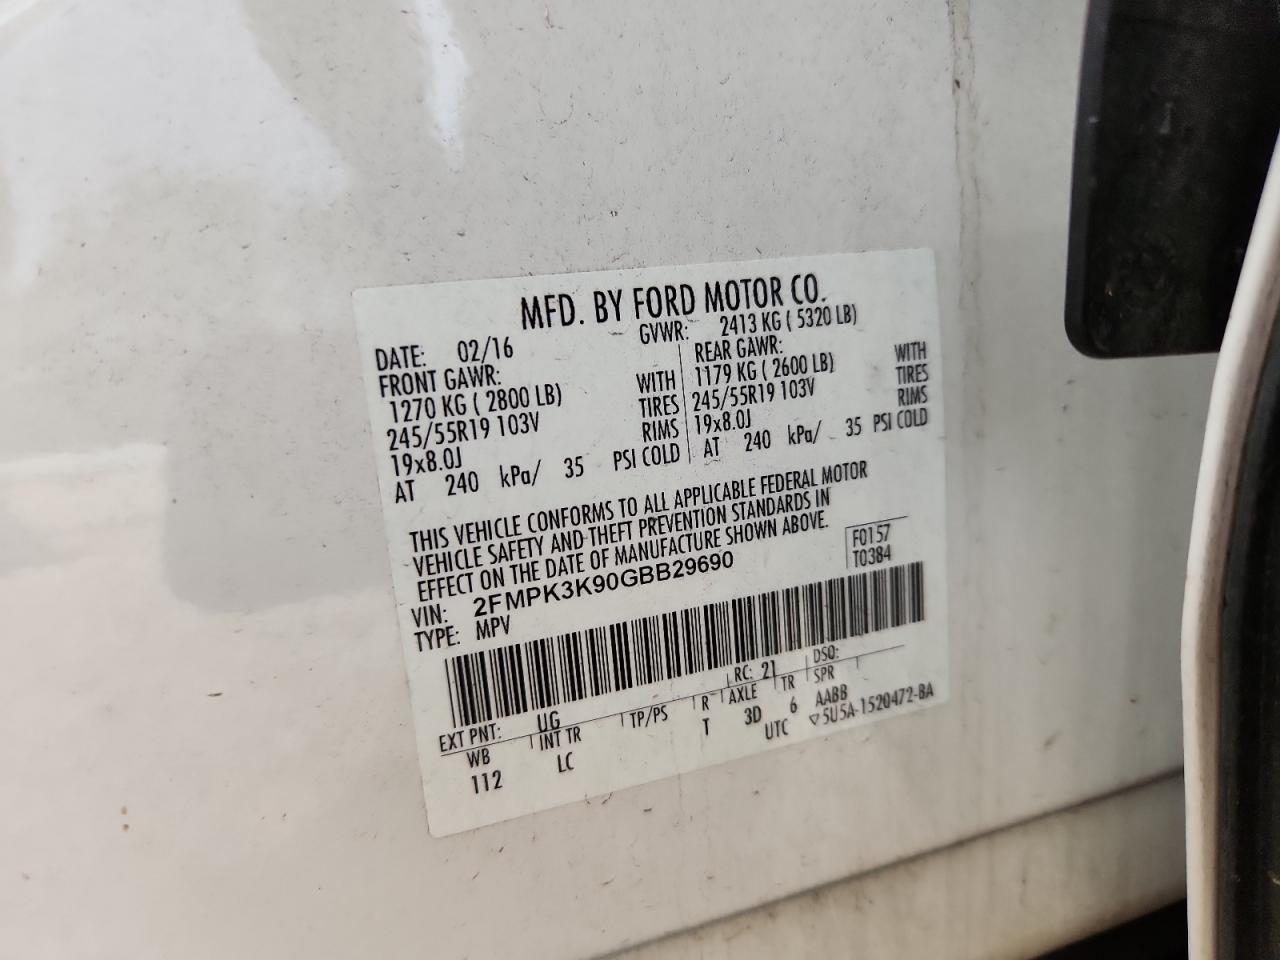 MFD. BY FORD MOTOR CO.
DATE: 02/16 GVWR: 2413 KG ( 5320 LB)
FRONT GAWR: REAR GAWR:
1270 KG ( 2800 LB) WITH 1179 KG ( 2600 LB) WITH
245/55R19 103V TIRES 245/55R19 103V TIRES
19x8.0J RIMS 19x8.0J RIMS
AT 240 kPa/ 35 PSI COLD AT 240 kPa/ 35 PSI COLD
THIS VEHICLE CONFORMS TO ALL APPLICABLE FEDERAL MOTOR
VEHICLE SAFETY AND THEFT PREVENTION STANDARDS IN
EFFECT ON THE DATE OF MANUFACTURE SHOWN ABOVE.
VIN: 2FMPK3K90GBB29690 F0157
TYPE: MPV T0384
EXT PNT: UG RC: 21 DSO:
WB INT TR TP/PS R AXLE TR SPR
112 LC T 3D 6 AABB
UTC ▽5U5A-1520472-BA